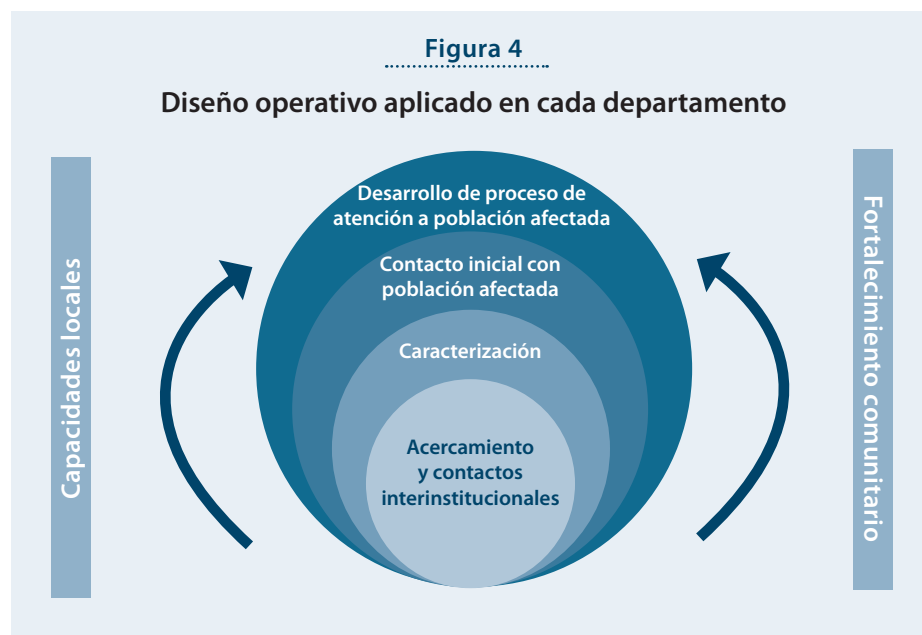 Figura 4
Diseño operativo aplicado en cada departamento
Capacidades locales
Desarrollo de proceso de
atención a población afectada
Contacto inicial con
población afectada
Caracterización
Acercamiento
y contactos
interinstitucionales
Fortalecimiento comunitario